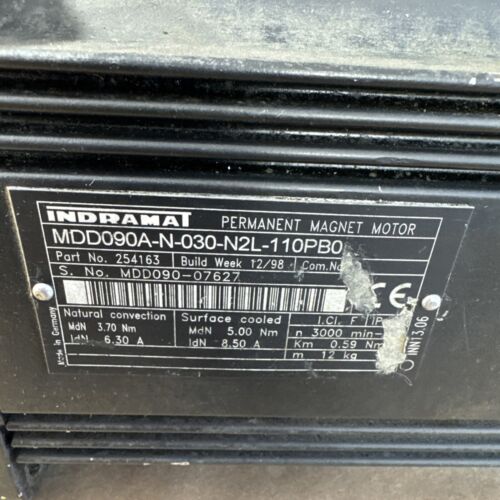 INDRAMAT PERMANENT MAGNET MOTOR
MDD090A-N-030-N2L-110PB0
Part No. 254163 Build Week 12/98 Com.No
S. No. MDD090-07627
CE
Natural convection Surface cooled I.Cl. F IP
MdN 3.70 Nm MdN 5.00 Nm n 3000 min-
IdN 6.30 A IdN 8.50 A Km 0.59 Nm
m 12 kg
Made in Germany
INN13.06